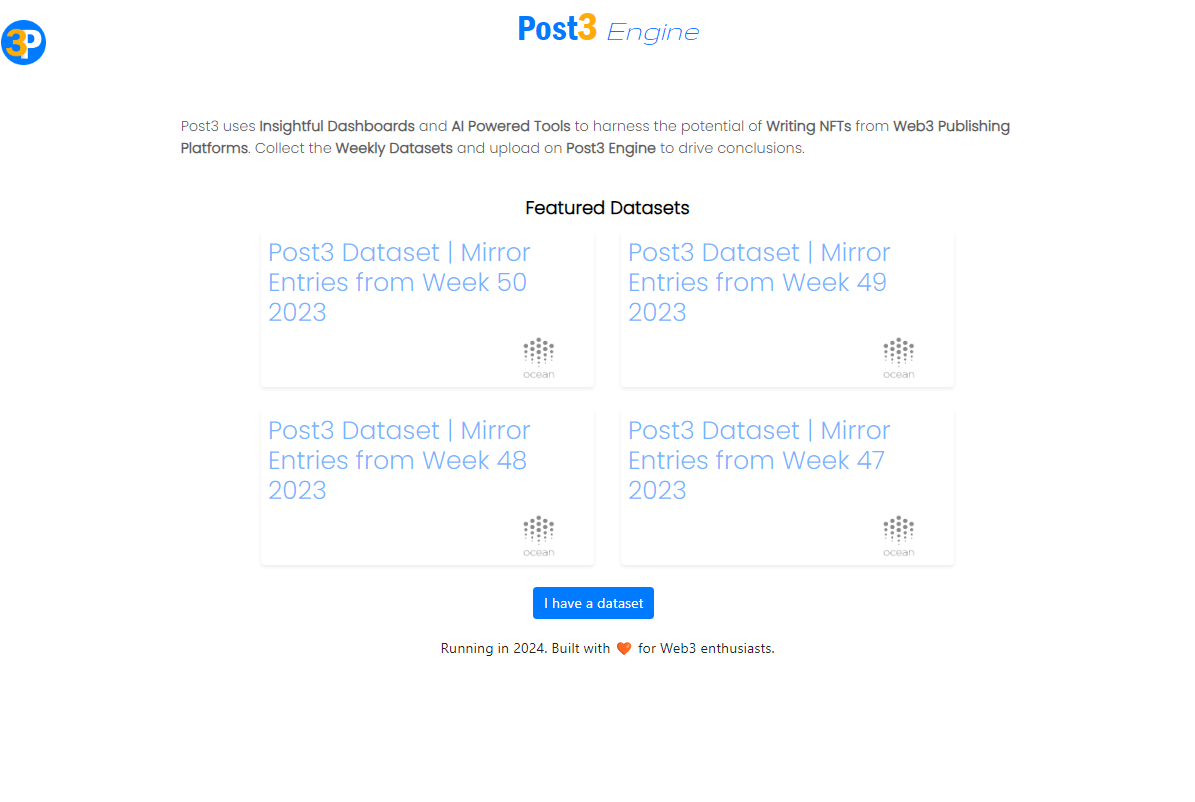 Post3 Engine
3P
Post3 uses Insightful Dashboards and AI Powered Tools to harness the potential of Writing NFTs from Web3 Publishing
Platforms. Collect the Weekly Datasets and upload on Post3 Engine to drive conclusions.
Featured Datasets
Post3 Dataset | Mirror
Entries from Week 50
2023
ocean
Post3 Dataset | Mirror
Entries from Week 49
2023
ocean
Post3 Dataset | Mirror
Entries from Week 48
2023
ocean
Post3 Dataset | Mirror
Entries from Week 47
2023
ocean
I have a dataset
Running in 2024. Built with 🧡 for Web3 enthusiasts.